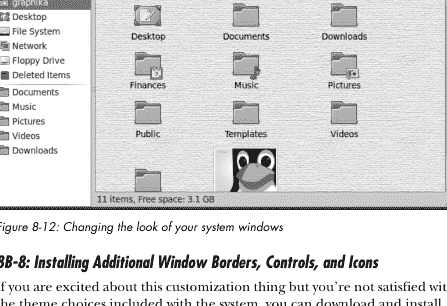 graphika
Desktop
File System
Network
Floppy Drive
Deleted Items
Documents
Music
Pictures
Videos
Downloads
Desktop Documents Downloads
Finances Music Pictures
Public Templates Videos
11 items, Free space: 3.1 GB
Figure 8-12: Changing the look of your system windows
8B-8: Installing Additional Window Borders, Controls, and Icons
If you are excited about this customization thing but you're not satisfied wi
the theme choices included with the system, you can download and install